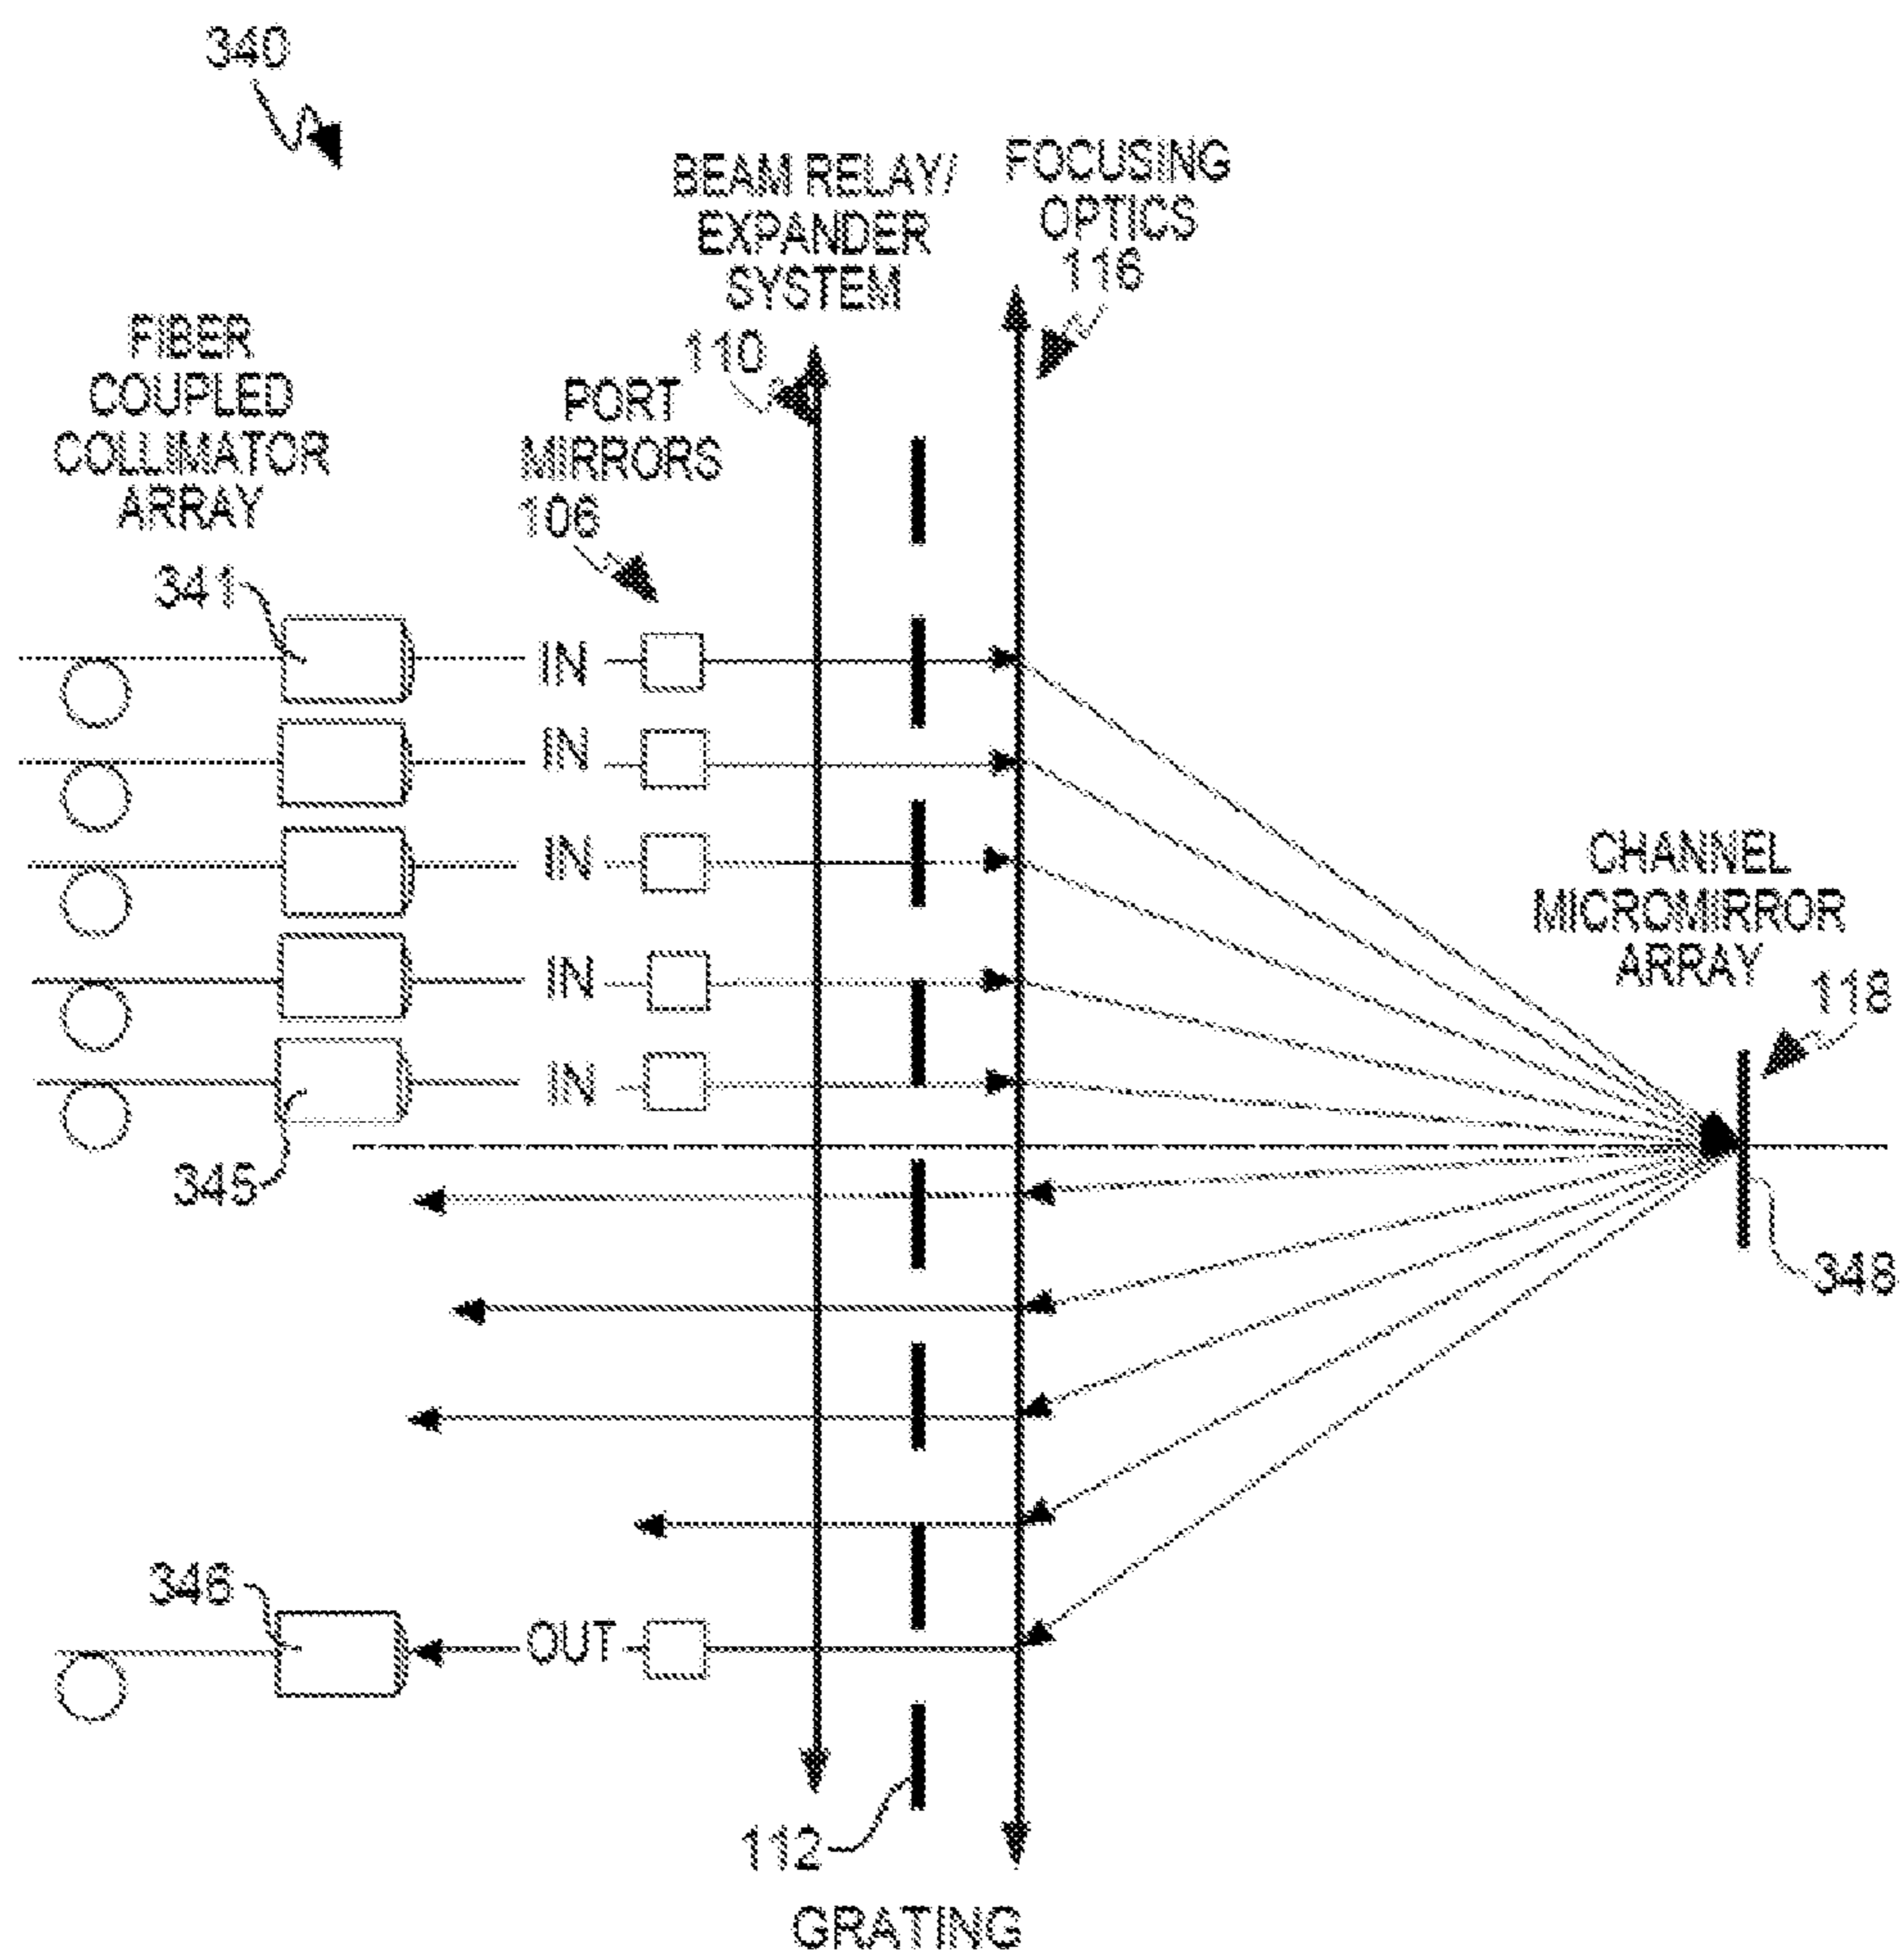 340
BEAM RELAY/
EXPANDER
SYSTEM
110
FOCUSING
OPTICS
116
FIBER
COUPLED
COLLIMATOR
ARRAY
PORT
MIRRORS
106
341
IN
IN
IN
IN
IN
345
CHANNEL
MICROMIRROR
ARRAY
118
348
346
OUT
112
GRATING